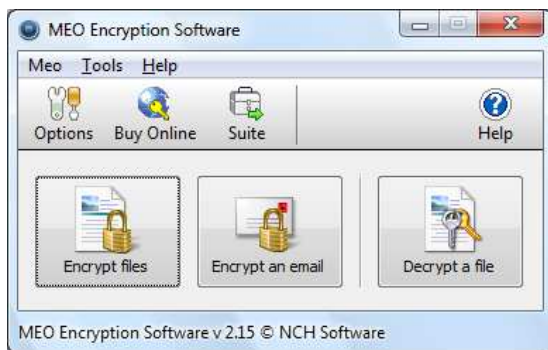 MEO Encryption Software
Meo Tools Help
Options Buy Online Suite Help
Encrypt files Encrypt an email Decrypt a file
MEO Encryption Software v 2.15 © NCH Software